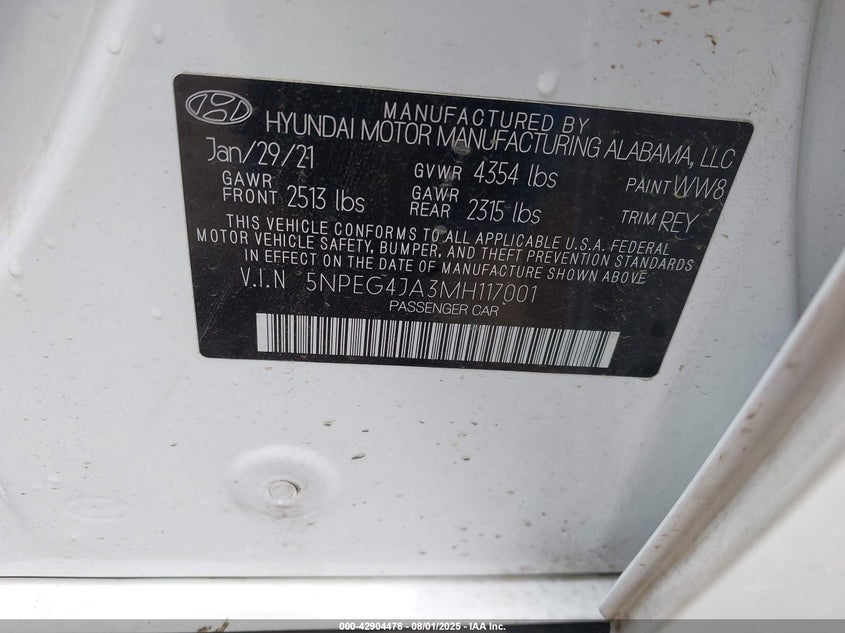 MANUFACTURED BY
HYUNDAI MOTOR MANUFACTURING ALABAMA, LLC
Jan/29/21 GVWR 4354 lbs PAINT WW8
GAWR FRONT 2513 lbs GAWR REAR 2315 lbs TRIM REY
THIS VEHICLE CONFORMS TO ALL APPLICABLE U.S.A. FEDERAL
MOTOR VEHICLE SAFETY, BUMPER, AND THEFT PREVENTION STANDARDS
IN EFFECT ON THE DATE OF MANUFACTURE SHOWN ABOVE.
V.I.N 5NPEG4JA3MH117001
PASSENGER CAR
000-42904478 - 08/01/2025 - IAA Inc.